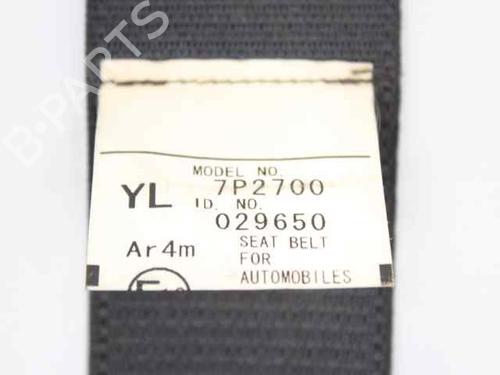 B-PARTS
MODEL NO.
YL 7P2700
ID. NO.
029650
Ar4m SEAT BELT
FOR
AUTOMOBILES